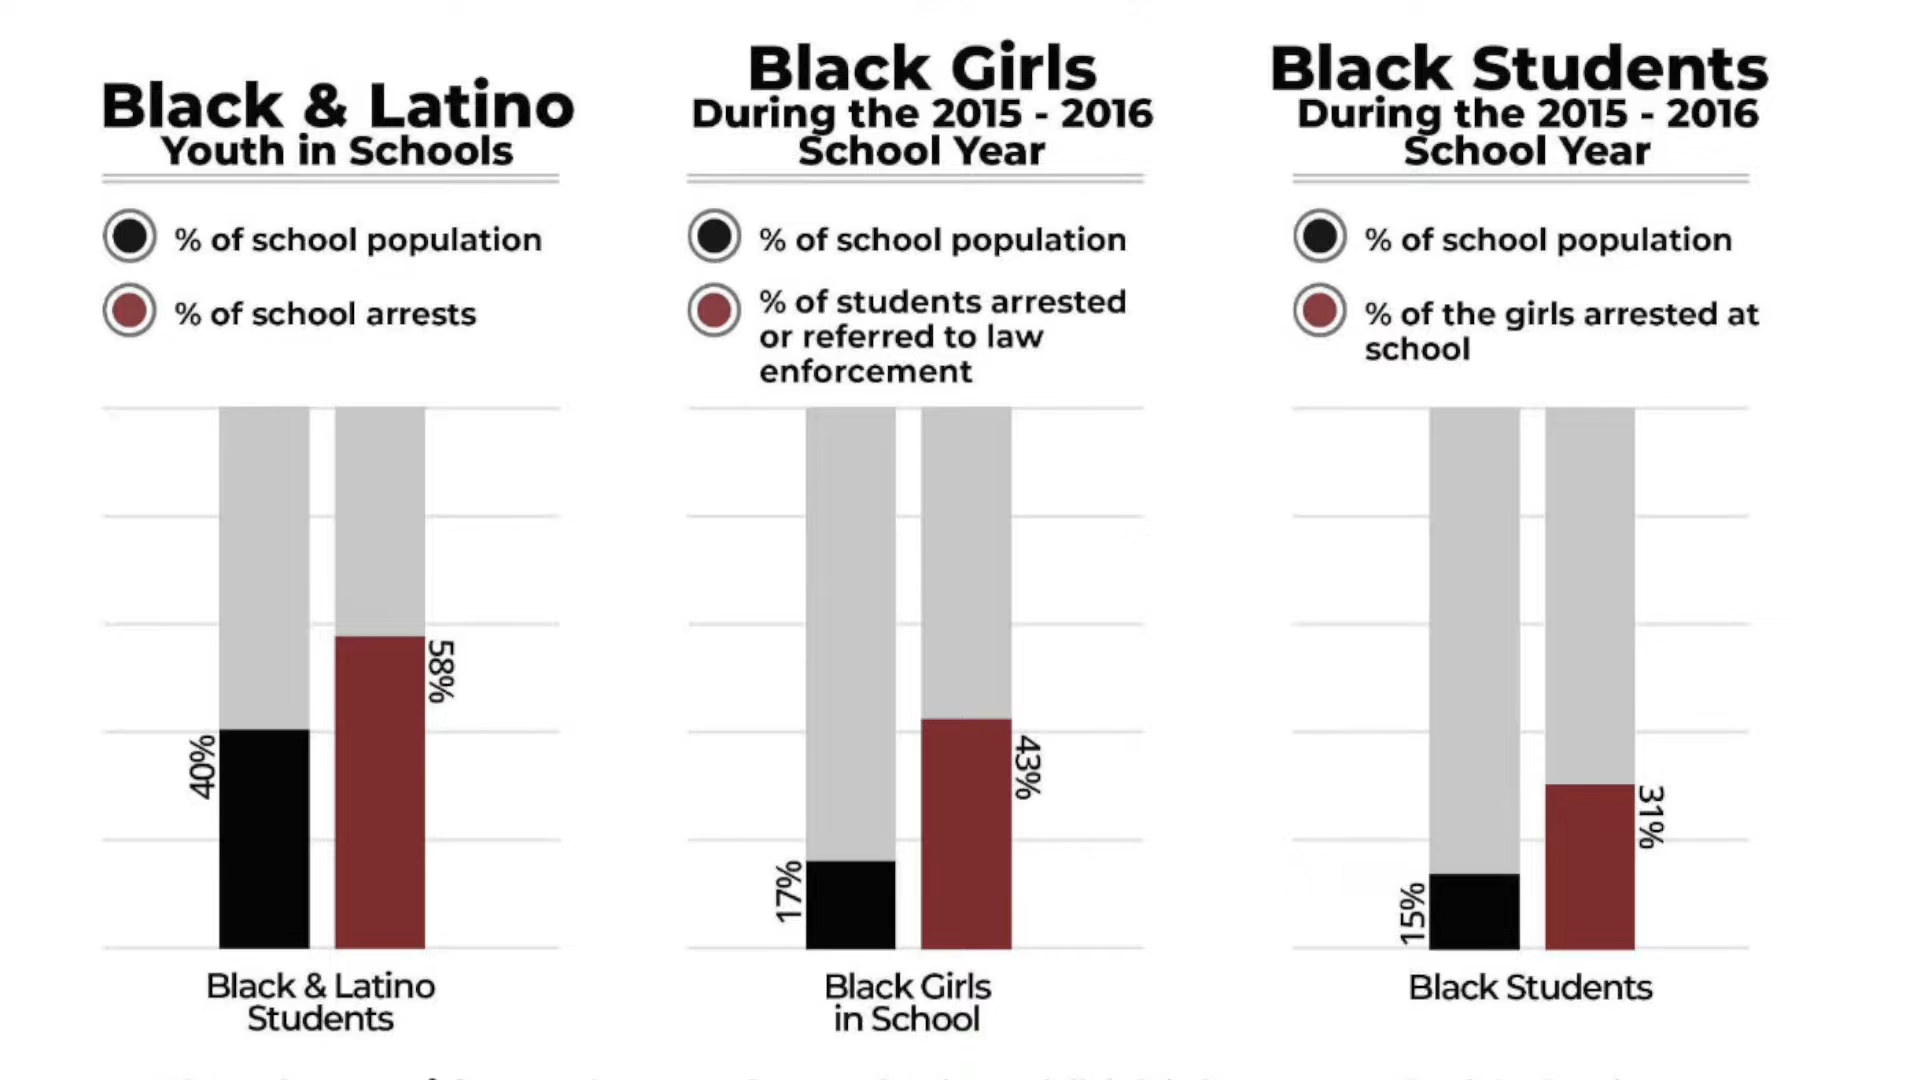 Black & Latino
Youth in Schools
% of school population
% of school arrests
40%
58%
Black & Latino
Students
Black Girls
During the 2015 - 2016
School Year
% of school population
% of students arrested
or referred to law
enforcement
17%
43%
Black Girls
in School
Black Students
During the 2015 - 2016
School Year
% of school population
% of the girls arrested at
school
15%
31%
Black Students